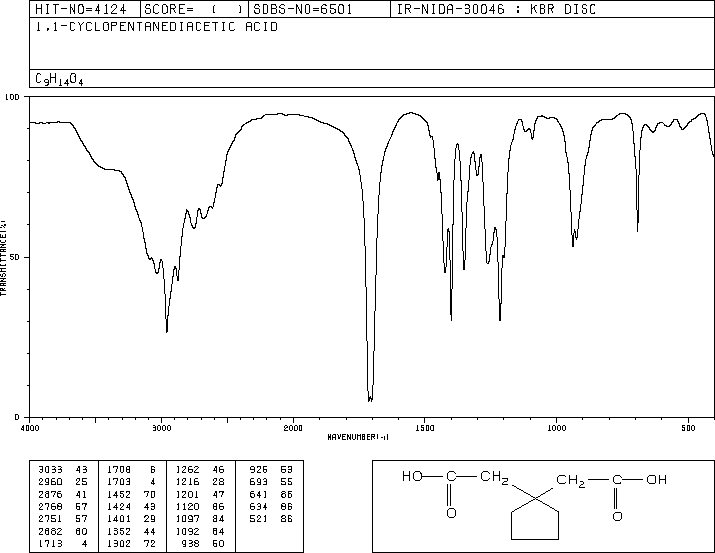 HIT-NO=4124 SCORE= ( ) SDBS-NO=6501 IR-NIDA-30046 : KBR DISC
1,1-CYCLOPENTANEDIACETIC ACID
C9H14O4
100
50
0
TRANSMITTANCE(%)
4000 3000 2000 1500 1000 500
WAVENUMBER(-1)
3033 43 1708 6 1262 46 926 53
2960 25 1703 4 1216 28 693 55
2876 41 1452 70 1201 47 641 86
2768 57 1424 43 1120 86 634 86
2751 57 1401 29 1097 84 521 86
2682 60 1352 44 1092 84
1713 4 1302 72 938 50
HO C CH2 CH2 C OH
O O